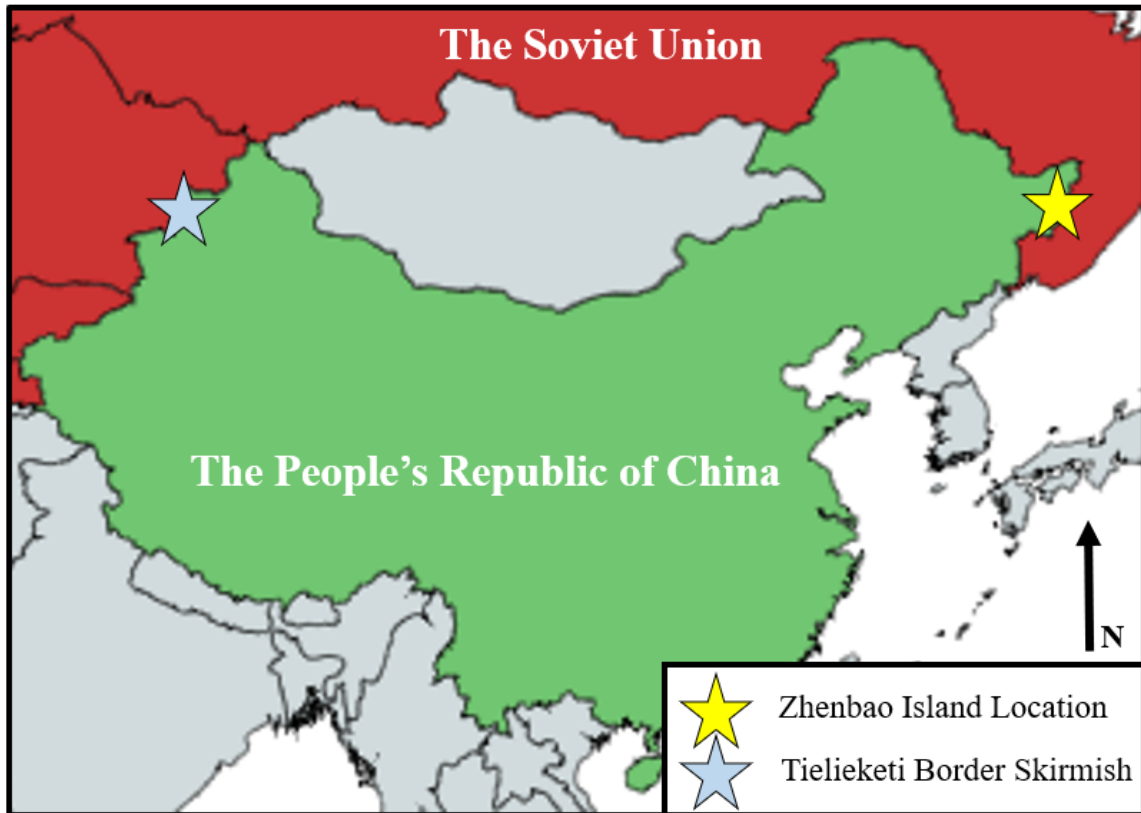 The Soviet Union
The People’s Republic of China
N
Zhenbao Island Location
Tielieketi Border Skirmish